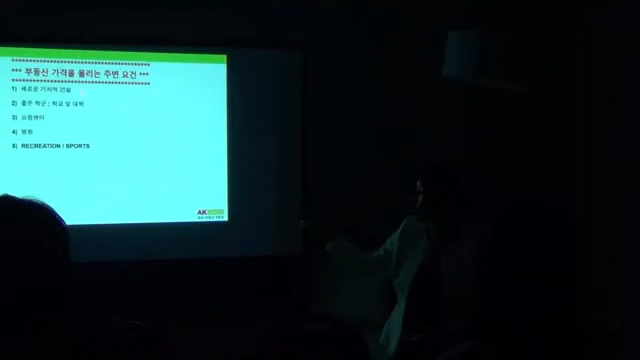 *** 부동산 가격을 올리는 주변 요건 ***
1) 새로운 기차역 건설
2) 좋은 학군 : 학교 및 대학
3) 쇼핑센터
4) 병원
5) RECREATION / SPORTS
AK